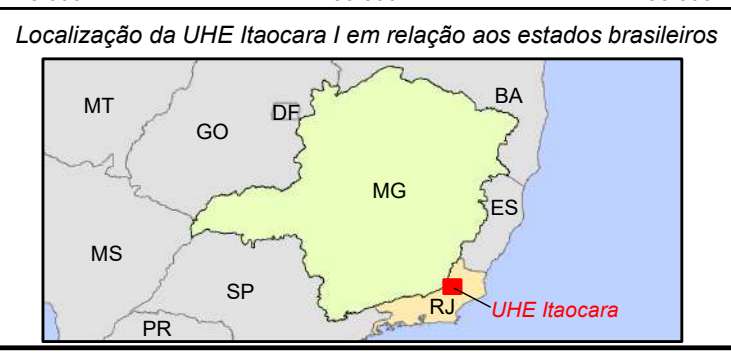 Localização da UHE Itaocara I em relação aos estados brasileiros
MT
GO
DF
BA
MG
ES
MS
SP
RJ
UHE Itaocara
PR